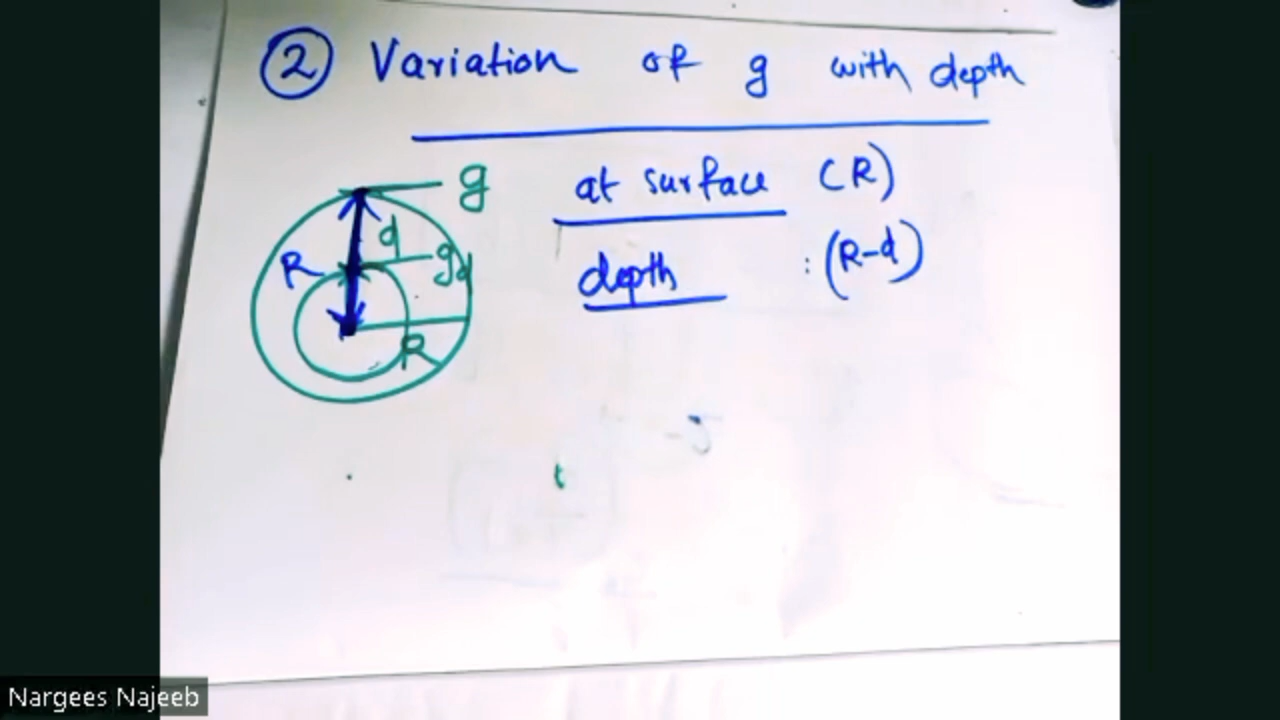 ② Variation of g with depth
g
at surface (R)
d
R
gd
depth : (R-d)
R
Nargees Najeeb